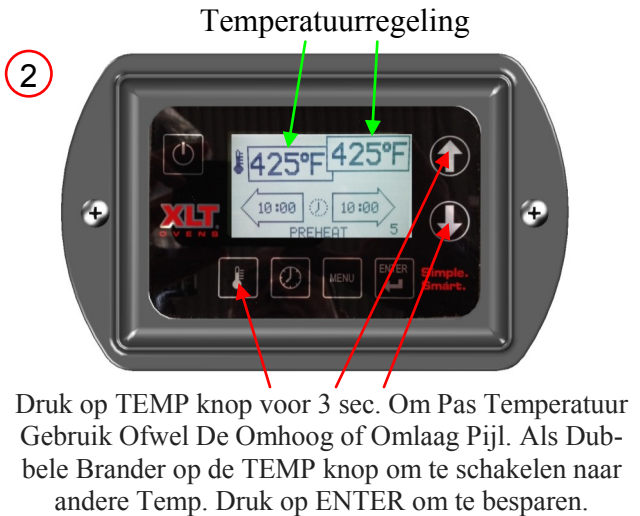 Temperatuurregeling
2
425°F 425°F
10:00 10:00
PREHEAT 5
XLT
OVENS
MENU
ENTER
Simple.
Smart.
Druk op TEMP knop voor 3 sec. Om Pas Temperatuur
Gebruik Ofwel De Omhoog of Omlaag Pijl. Als Dub-
bele Brander op de TEMP knop om te schakelen naar
andere Temp. Druk op ENTER om te besparen.